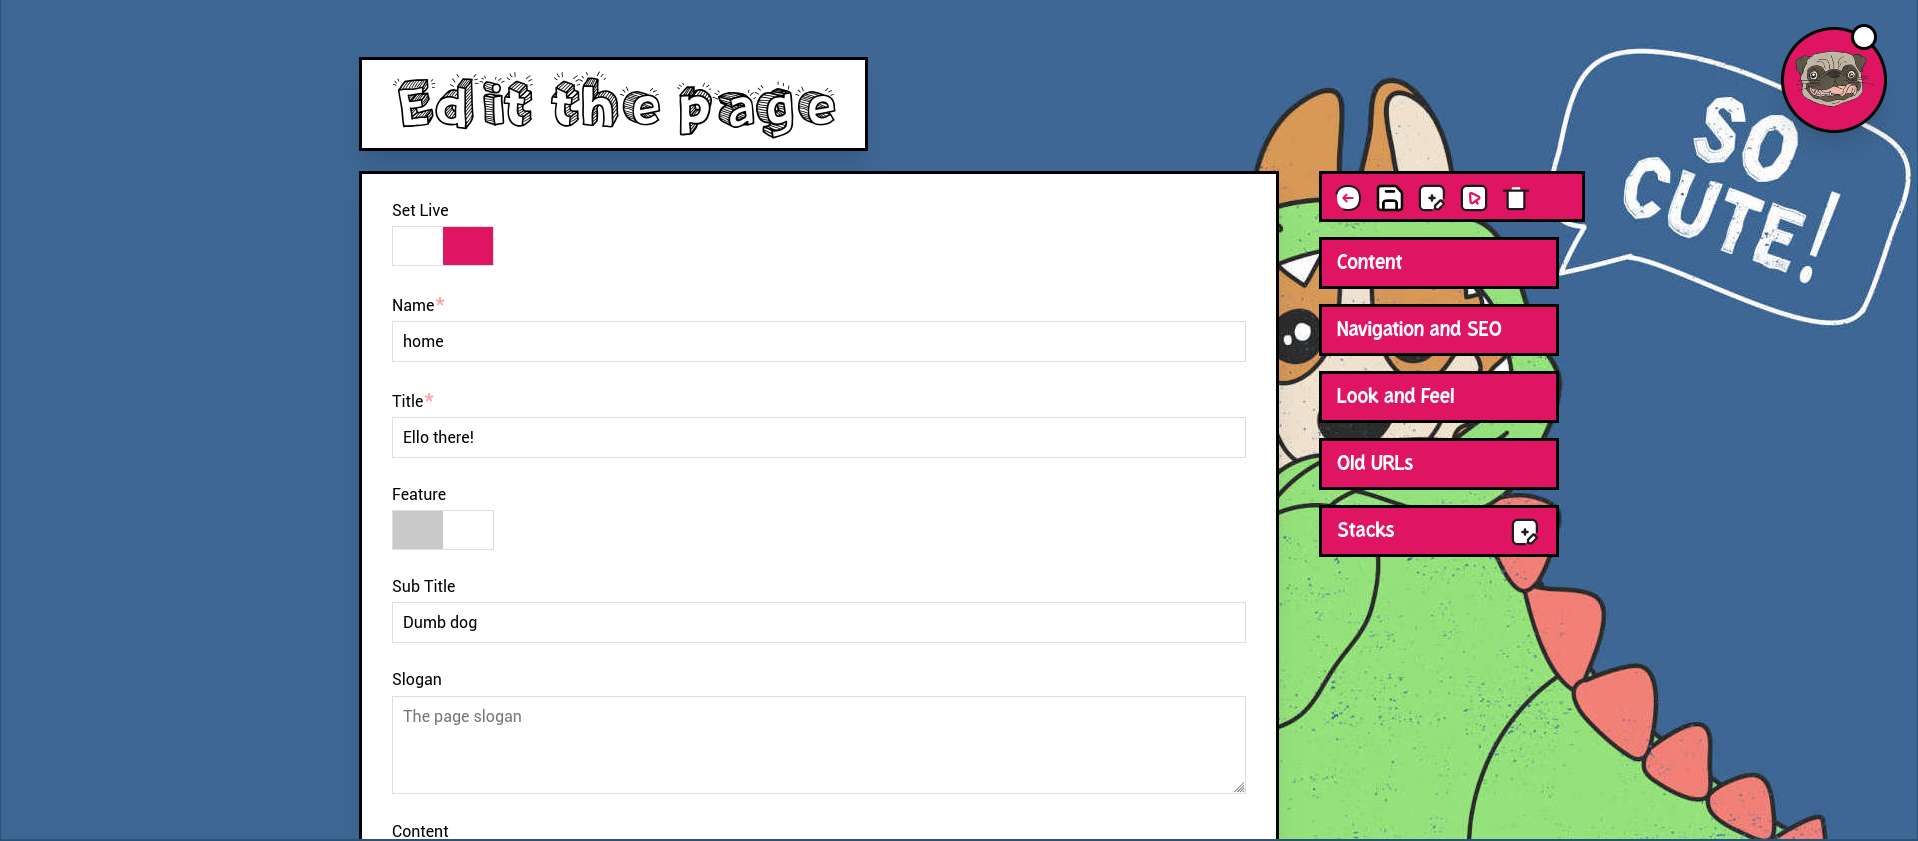 Edit the page
SO
CUTE!
Set Live
Name*
home
Title*
Ello there!
Feature
Sub Title
Dumb dog
Slogan
The page slogan
Content
Content
Navigation and SEO
Look and Feel
Old URLs
Stacks